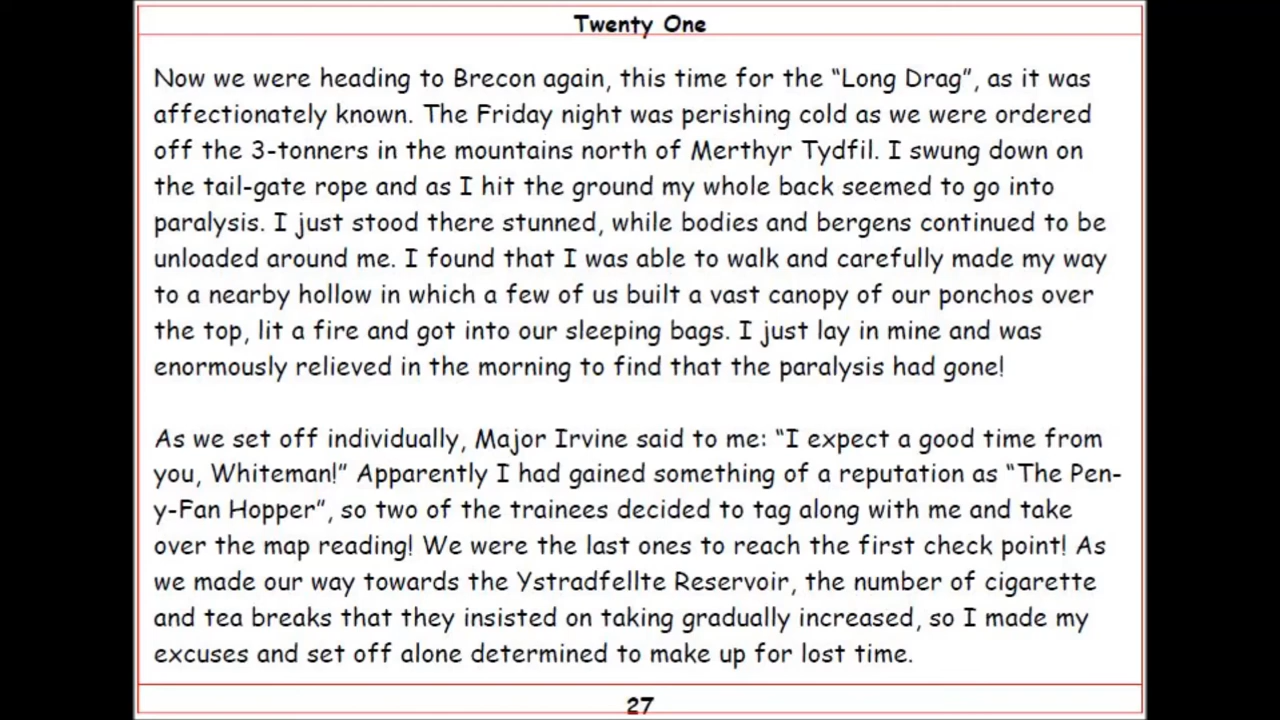 Twenty One
Now we were heading to Brecon again, this time for the “Long Drag”, as it was
affectionately known. The Friday night was perishing cold as we were ordered
off the 3-tonners in the mountains north of Merthyr Tydfil. I swung down on
the tail-gate rope and as I hit the ground my whole back seemed to go into
paralysis. I just stood there stunned, while bodies and bergens continued to be
unloaded around me. I found that I was able to walk and carefully made my way
to a nearby hollow in which a few of us built a vast canopy of our ponchos over
the top, lit a fire and got into our sleeping bags. I just lay in mine and was
enormously relieved in the morning to find that the paralysis had gone!
As we set off individually, Major Irvine said to me: “I expect a good time from
you, Whiteman!” Apparently I had gained something of a reputation as “The Pen-
y-Fan Hopper”, so two of the trainees decided to tag along with me and take
over the map reading! We were the last ones to reach the first check point! As
we made our way towards the Ystradfellte Reservoir, the number of cigarette
and tea breaks that they insisted on taking gradually increased, so I made my
excuses and set off alone determined to make up for lost time.
27